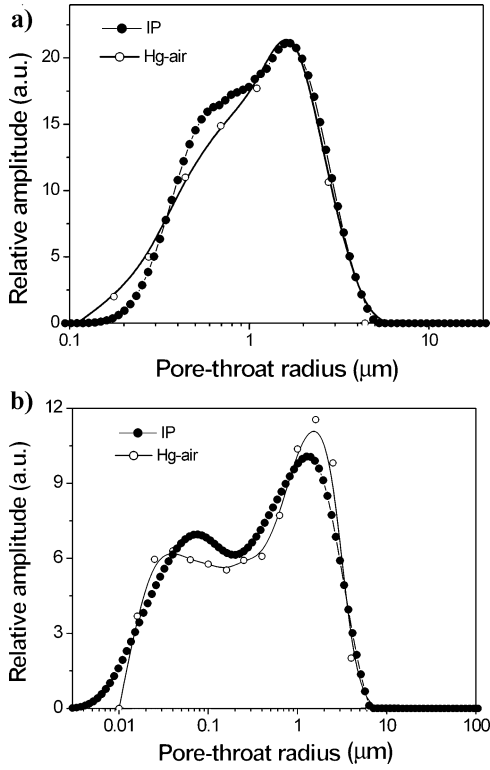 a)
IP
Hg-air
Relative amplitude (a.u.)
20
15
10
5
0
0.1
1
10
Pore-throat radius (μm)
b)
IP
Hg-air
Relative amplitude (a.u.)
12
9
6
3
0
0.01
0.1
1
10
100
Pore-throat radius (μm)